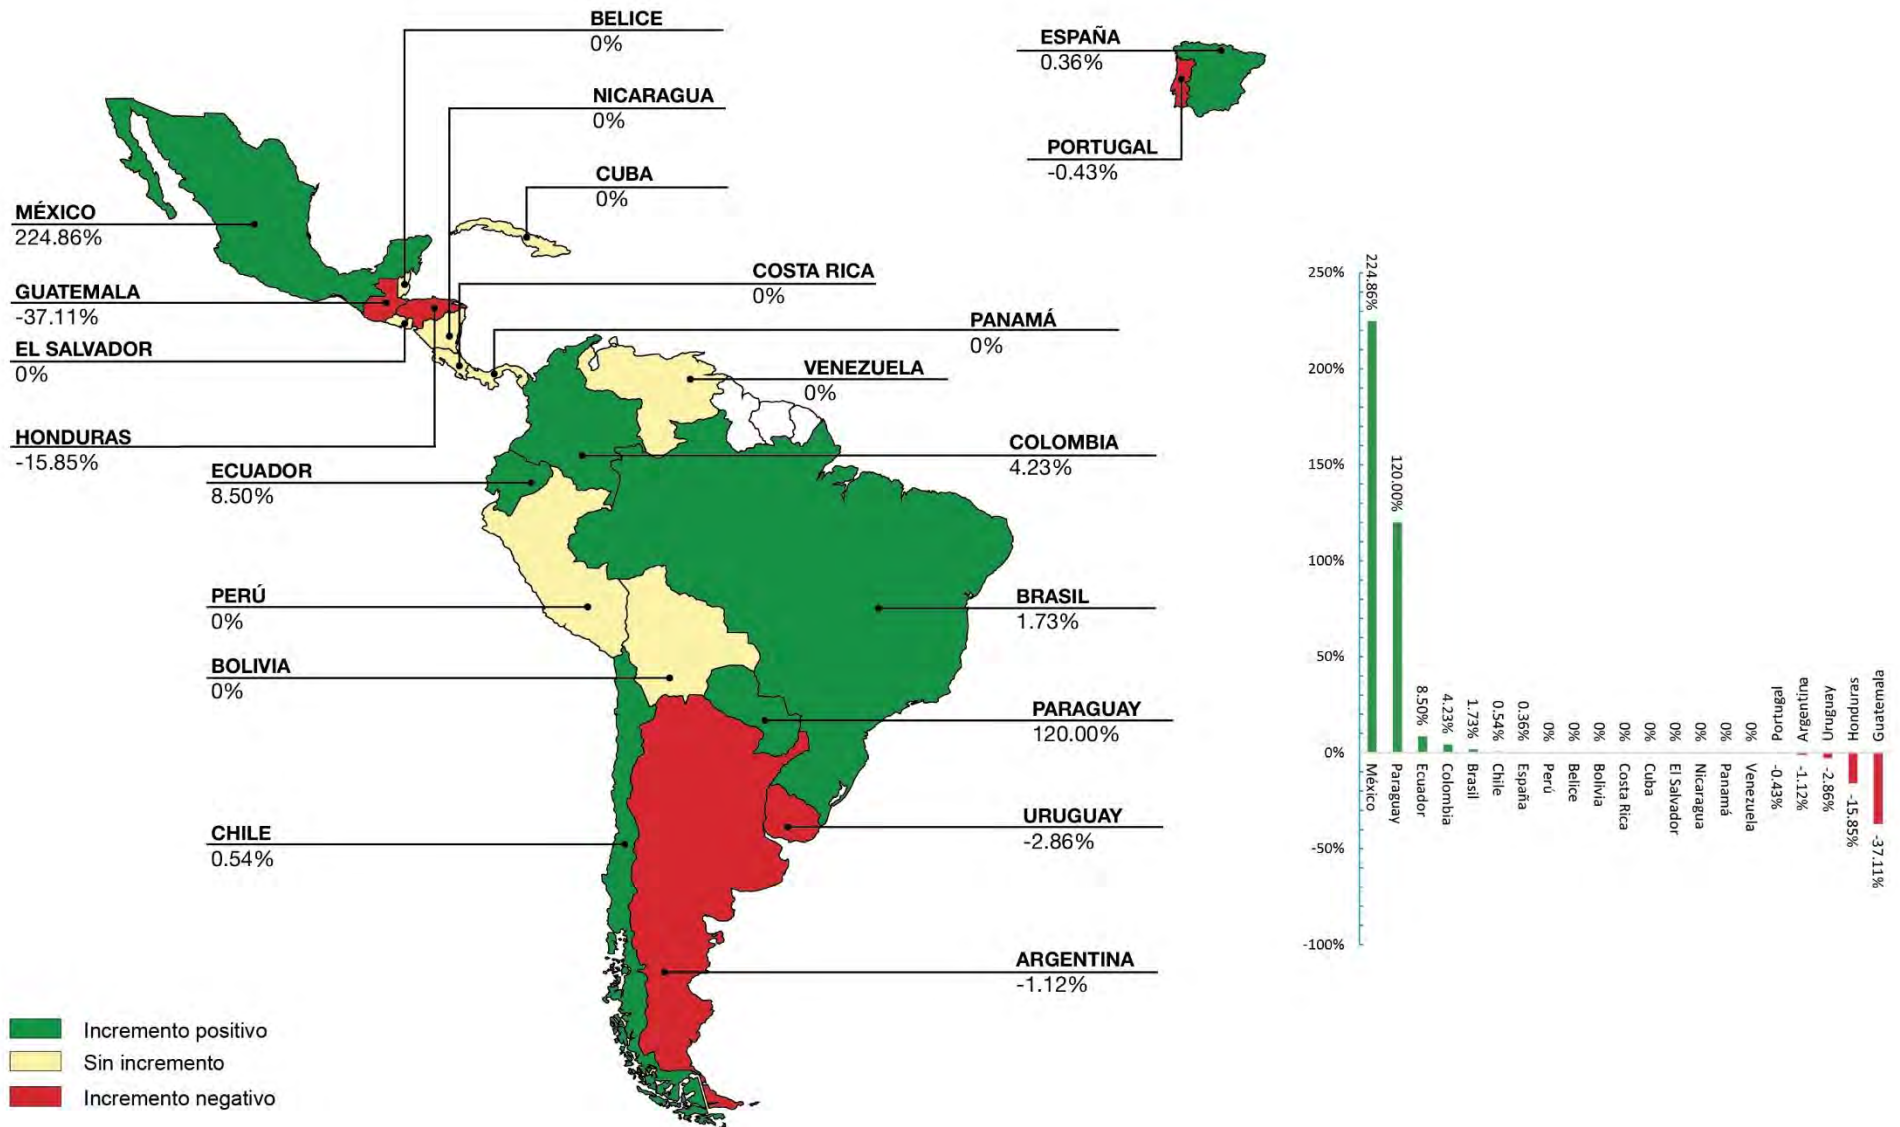 BELICE
0%
NICARAGUA
0%
CUBA
0%
MÉXICO
224.86%
GUATEMALA
-37.11%
EL SALVADOR
0%
HONDURAS
-15.85%
COSTA RICA
0%
PANAMÁ
0%
VENEZUELA
0%
COLOMBIA
4.23%
ECUADOR
8.50%
PERÚ
0%
BRASIL
1.73%
BOLIVIA
0%
PARAGUAY
120.00%
CHILE
0.54%
URUGUAY
-2.86%
ARGENTINA
-1.12%
ESPAÑA
0.36%
PORTUGAL
-0.43%
Incremento positivo
Sin incremento
Incremento negativo
250%
200%
150%
100%
50%
0%
-50%
-100%
224.86%
120.00%
8.50%
4.23%
1.73%
0.54%
0.36%
0%
0%
0%
0%
0%
0%
0%
0%
0%
Portugal
Argentina
Uruguay
Honduras
Guatemala
México
Paraguay
Ecuador
Colombia
Brasil
Chile
España
Perú
Belice
Bolivia
Costa Rica
Cuba
El Salvador
Nicaragua
Panamá
Venezuela
-0.43%
-1.12%
-2.86%
-15.85%
-37.11%